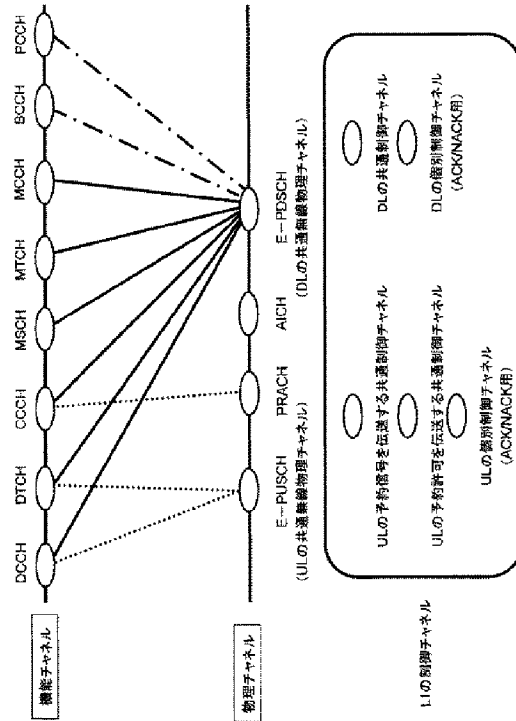 機能チャネル
DCCH
DTCH
CCCH
MSCH
MTCH
MCCH
BCCH
PCCH
物理チャネル
E-PUSCH
(ULの共通無線物理チャネル)
PRACH
AICH
E-PDSCH
(DLの共通無線物理チャネル)
L1の制御チャネル
ULの予約信号を伝送する共通制御チャネル
ULの予約許可を伝送する共通制御チャネル
ULの個別制御チャネル
(ACK/NACK用)
DLの共通制御チャネル
DLの個別制御チャネル
(ACK/NACK用)